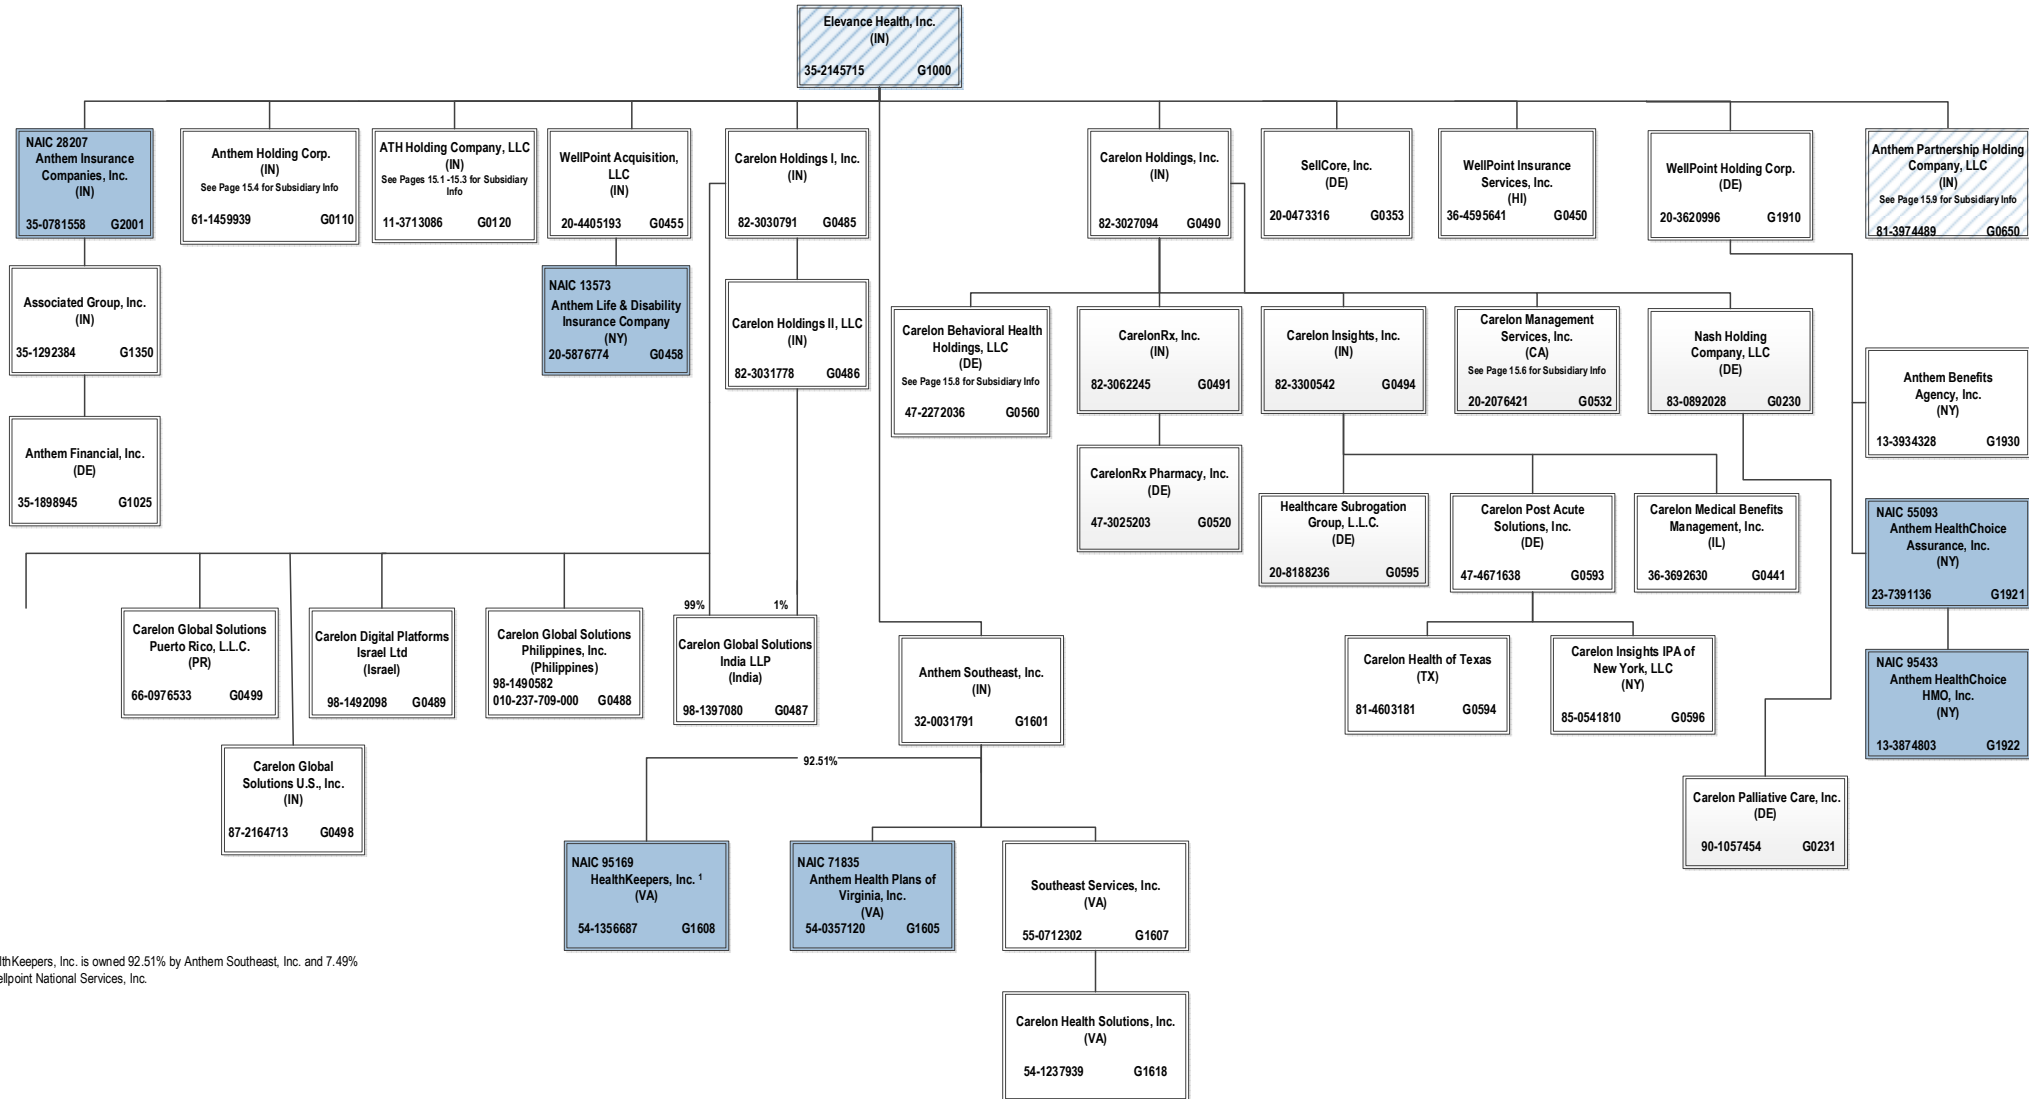 Elevance Health, Inc.
(IN)
35-2145715 G1000
NAIC 28207
Anthem Insurance
Companies, Inc.
(IN)
35-0781558 G2001
Anthem Holding Corp.
(IN)
See Page 15.4 for Subsidiary Info
61-1459939 G0110
ATH Holding Company, LLC
(IN)
See Pages 15.1 -15.3 for Subsidiary
Info
11-3713086 G0120
WellPoint Acquisition,
LLC
(IN)
20-4405193 G0455
Carelon Holdings I, Inc.
(IN)
82-3030791 G0485
Carelon Holdings, Inc.
(IN)
82-3027094 G0490
SellCore, Inc.
(DE)
20-0473316 G0353
WellPoint Insurance
Services, Inc.
(HI)
36-4595641 G0450
WellPoint Holding Corp.
(DE)
20-3620996 G1910
Anthem Partnership Holding
Company, LLC
(IN)
See Page 15.9 for Subsidiary Info
81-3974489 G0650
Associated Group, Inc.
(IN)
35-1292384 G1350
NAIC 13573
Anthem Life & Disability
Insurance Company
(NY)
20-5876774 G0458
Carelon Holdings II, LLC
(IN)
82-3031778 G0486
Carelon Behavioral Health
Holdings, LLC
(DE)
See Page 15.8 for Subsidiary Info
47-2272036 G0560
CarelonRx, Inc.
(IN)
82-3062245 G0491
Carelon Insights, Inc.
(IN)
82-3300542 G0494
Carelon Management
Services, Inc.
(CA)
See Page 15.6 for Subsidiary Info
20-2076421 G0532
Nash Holding
Company, LLC
(DE)
83-0892028 G0230
Anthem Benefits
Agency, Inc.
(NY)
13-3934328 G1930
Anthem Financial, Inc.
(DE)
35-1898945 G1025
CarelonRx Pharmacy, Inc.
(DE)
47-3025203 G0520
Healthcare Subrogation
Group, L.L.C.
(DE)
20-8188236 G0595
Carelon Post Acute
Solutions, Inc.
(DE)
47-4671638 G0593
Carelon Medical Benefits
Management, Inc.
(IL)
36-3692630 G0441
NAIC 55093
Anthem HealthChoice
Assurance, Inc.
(NY)
23-7391136 G1921
99% 1%
Carelon Global Solutions
Puerto Rico, L.L.C.
(PR)
66-0976533 G0499
Carelon Digital Platforms
Israel Ltd
(Israel)
98-1492098 G0489
Carelon Global Solutions
Philippines, Inc.
(Philippines)
98-1490582
010-237-709-000 G0488
Carelon Global Solutions
India LLP
(India)
98-1397080 G0487
Anthem Southeast, Inc.
(IN)
32-0031791 G1601
Carelon Health of Texas
(TX)
81-4603181 G0594
Carelon Insights IPA of
New York, LLC
(NY)
85-0541810 G0596
NAIC 95433
Anthem HealthChoice
HMO, Inc.
(NY)
13-3874803 G1922
Carelon Global
Solutions U.S., Inc.
(IN)
87-2164713 G0498
92.51%
Carelon Palliative Care, Inc.
(DE)
90-1057454 G0231
NAIC 95169
HealthKeepers, Inc. 1
(VA)
54-1356687 G1608
NAIC 71835
Anthem Health Plans of
Virginia, Inc.
(VA)
54-0357120 G1605
Southeast Services, Inc.
(VA)
55-0712302 G1607
lthKeepers, Inc. is owned 92.51% by Anthem Southeast, Inc. and 7.49%
ellpoint National Services, Inc.
Carelon Health Solutions, Inc.
(VA)
54-1237939 G1618